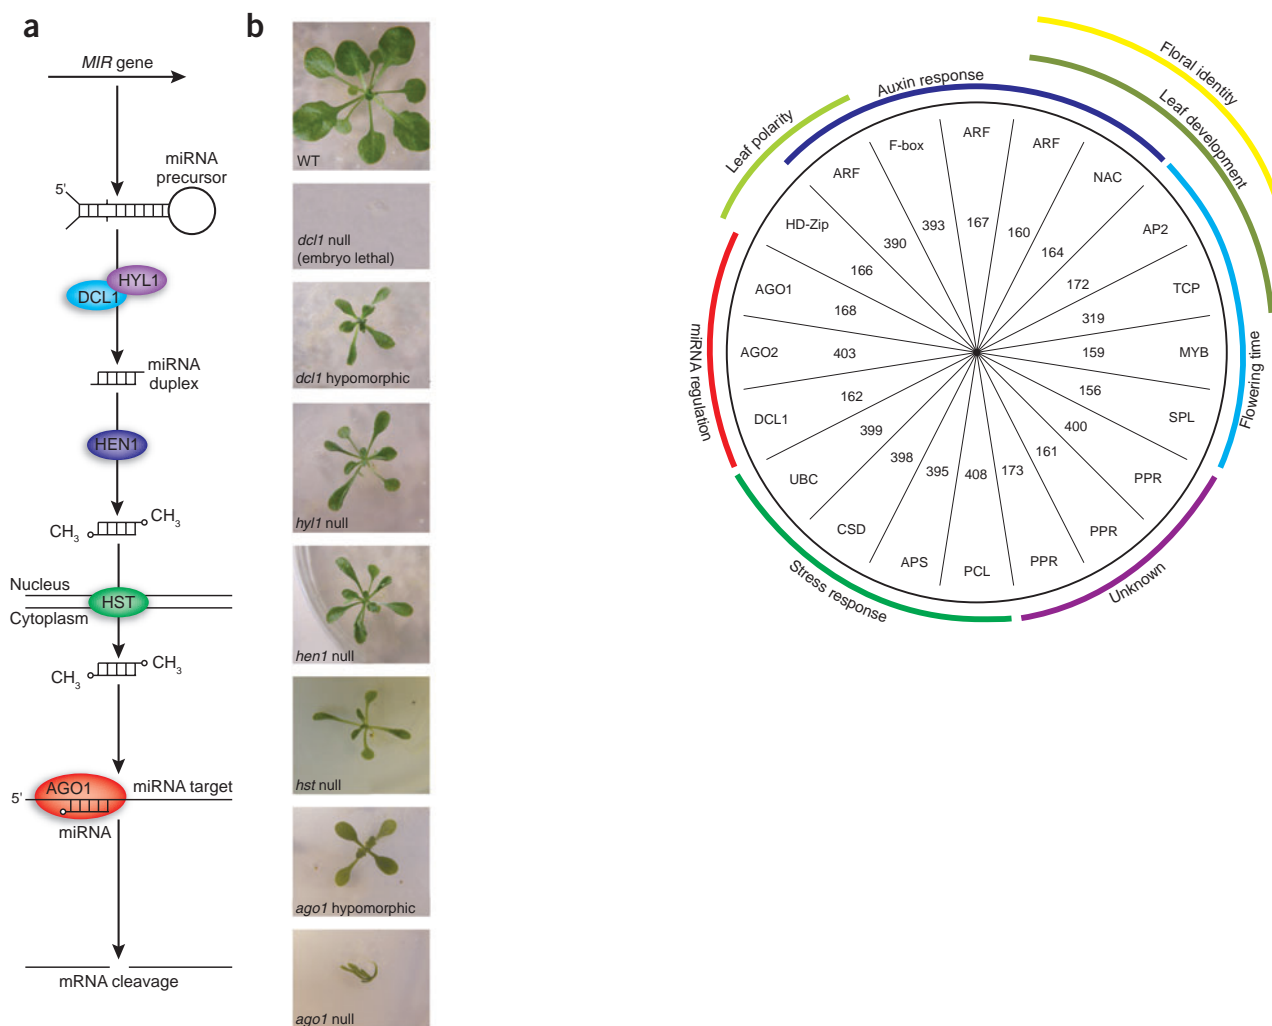 a
MIR gene
miRNA
precursor
5'
HYL1
DCL1
miRNA
duplex
HEN1
CH3
CH3
Nucleus
HST
Cytoplasm
CH3
CH3
AGO1
miRNA target
5'
miRNA
mRNA cleavage
b
WT
dcl1 null
(embryo lethal)
dcl1 hypomorphic
hyl1 null
hen1 null
hst null
ago1 hypomorphic
ago1 null
Floral identity
Leaf development
Auxin response
Leaf polarity
Flowering time
miRNA regulation
Stress response
Unknown
ARF
ARF
NAC
AP2
TCP
MYB
SPL
PPR
PPR
PPR
PCL
APS
CSD
UBC
DCL1
AGO2
AGO1
HD-Zip
ARF
F-box
167
160
164
172
319
159
156
400
161
173
408
395
398
399
162
403
168
166
390
393